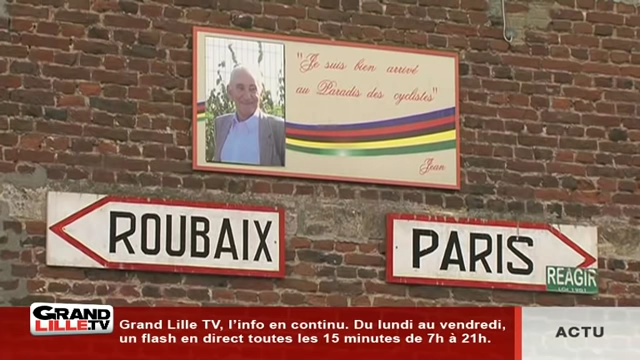 "Je suis bien arrivé
au Paradis des cyclistes"
Jean
ROUBAIX
PARIS
REAGIR
GRAND
LILLE.TV
Grand Lille TV, l'info en continu. Du lundi au vendredi,
un flash en direct toutes les 15 minutes de 7h à 21h.
ACTU